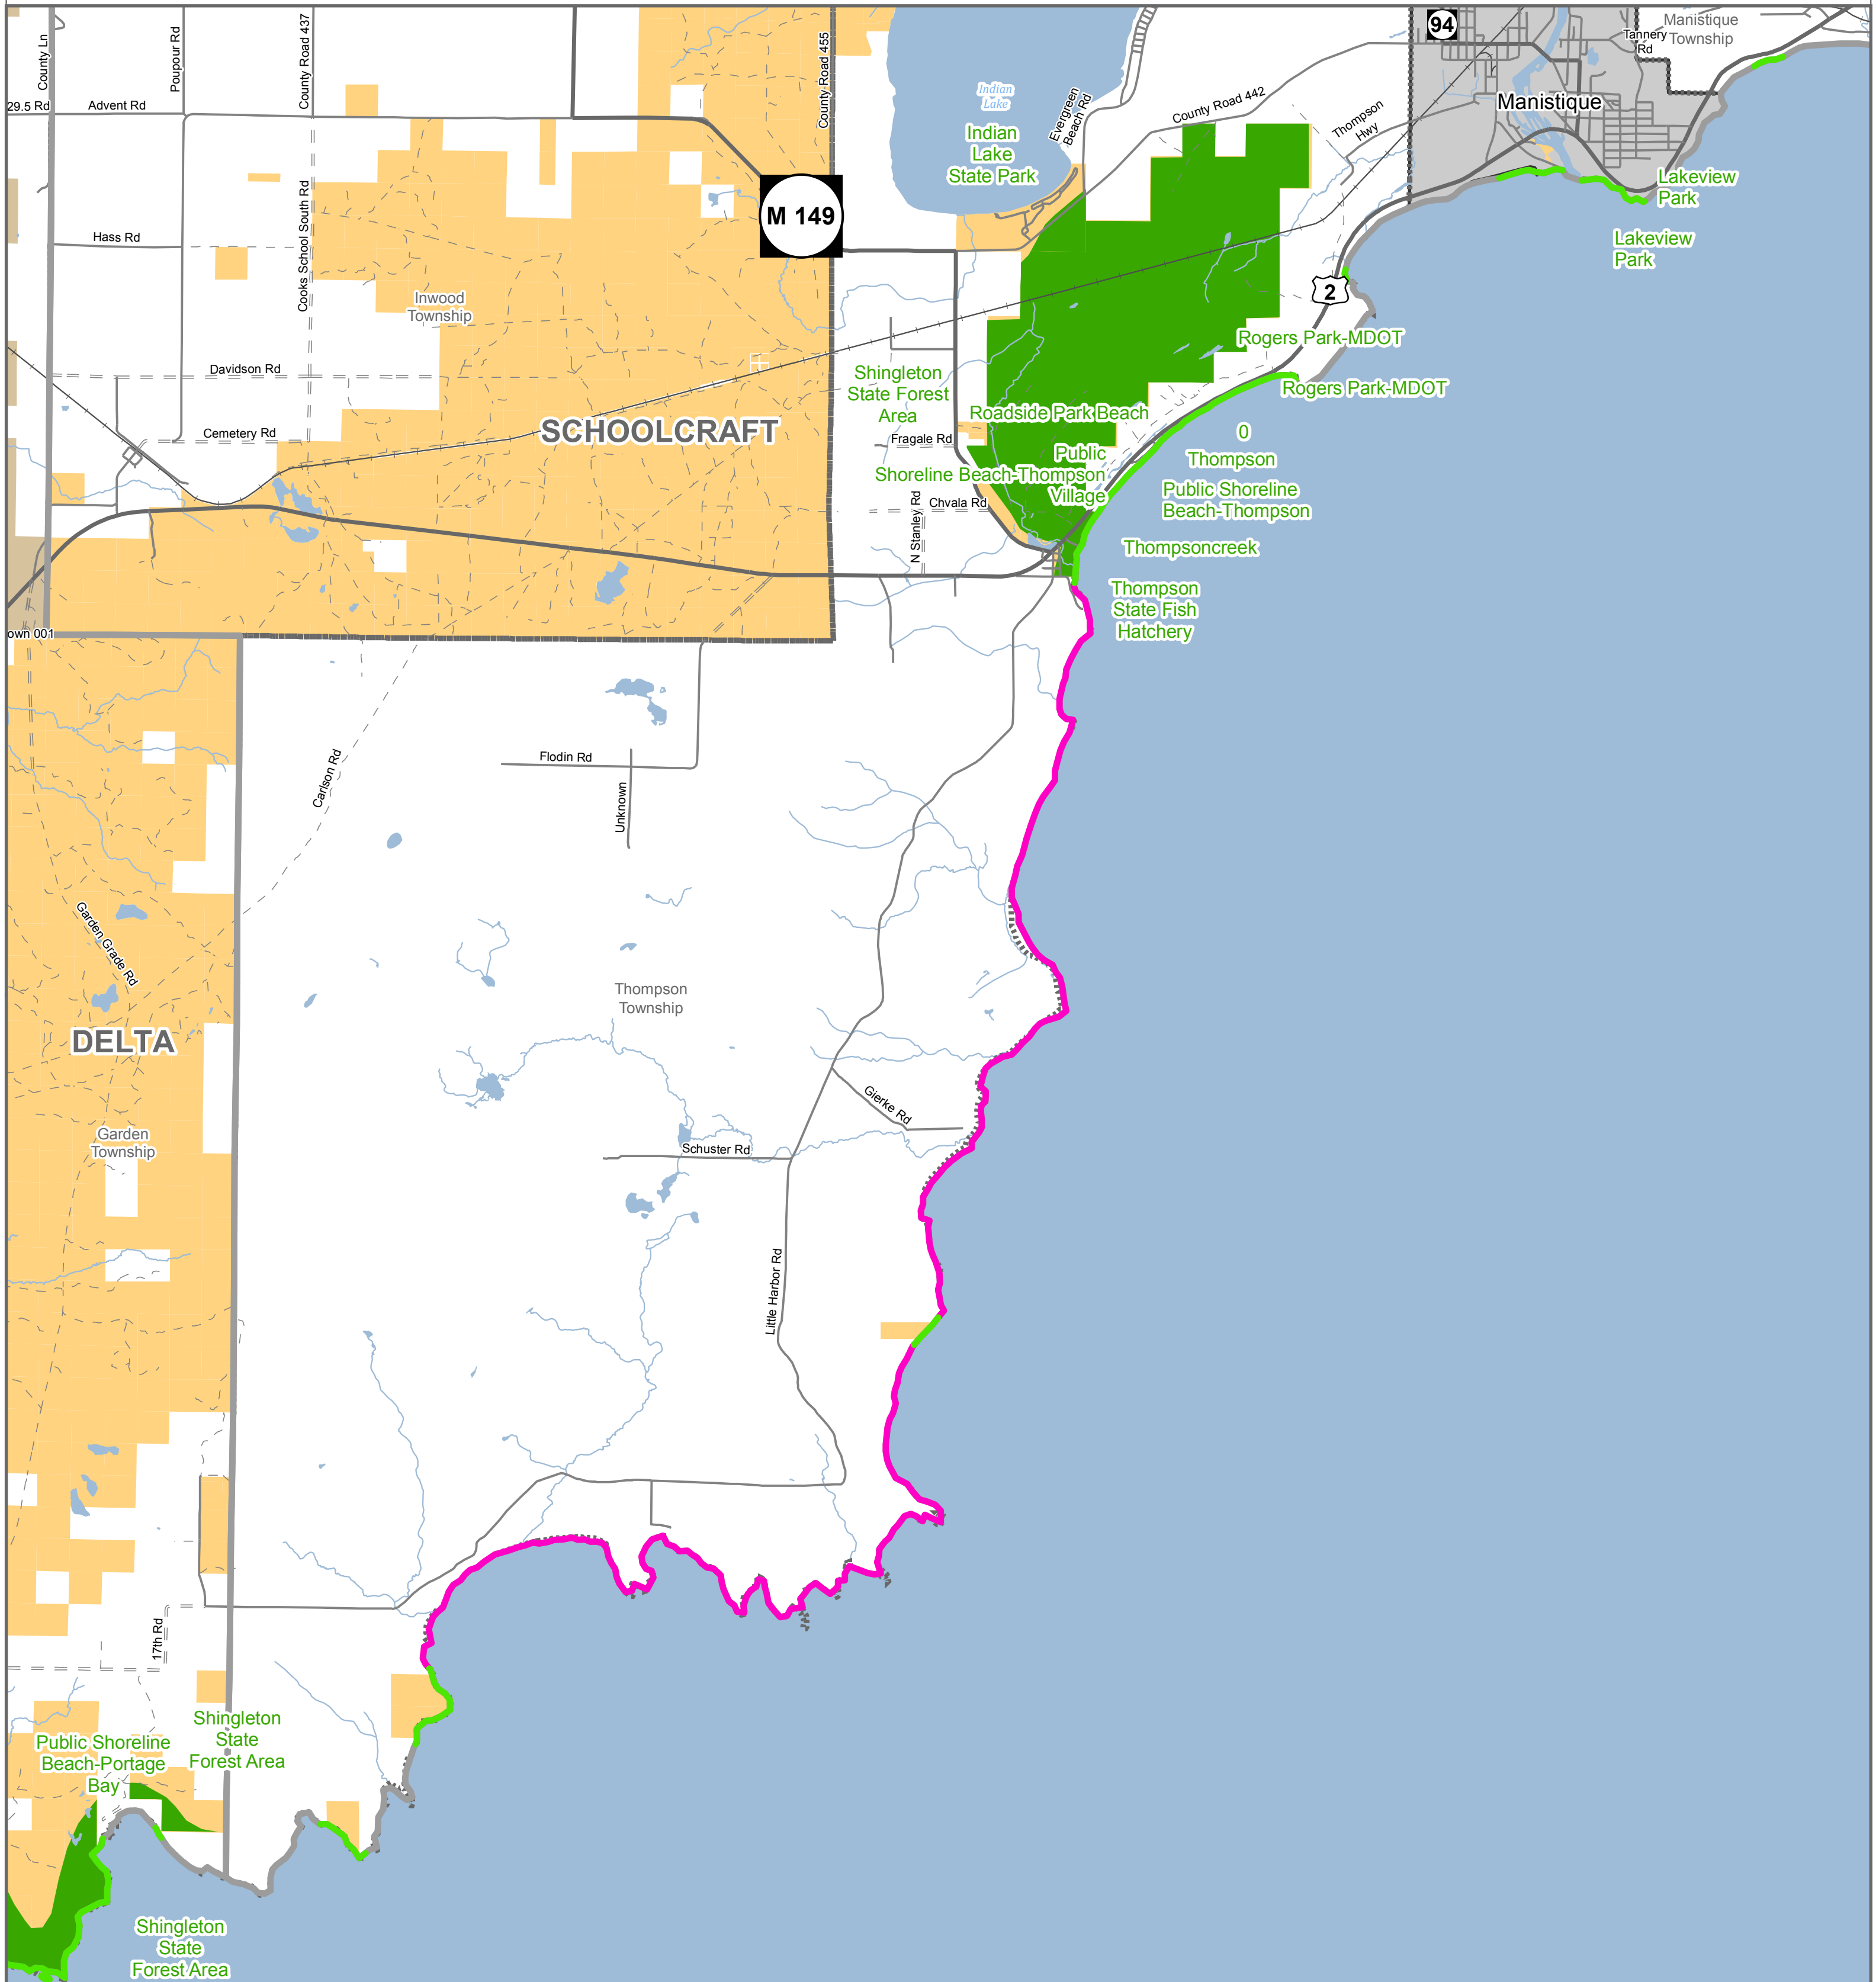 County Ln
Poupour Rd
County Road 437
County Road 455
94
Manistique
Township
Tannery
Rd
29.5 Rd
Advent Rd
Indian
Lake
Evergreen
Beach Rd
County Road 442
Thompson
Hwy
Manistique
Indian
Lake
State Park
Lakeview
Park
Lakeview
Park
M 149
Hass Rd
Cooks School South Rd
Inwood
Township
2
Rogers Park-MDOT
Rogers Park-MDOT
Davidson Rd
Shingleton
State Forest
Area
Roadside Park Beach
Cemetery Rd
SCHOOLCRAFT
Fragale Rd
0
Public
Shoreline Beach-Thompson
Village
Thompson
Public Shoreline
Beach-Thompson
Chvala Rd
N Stanley Rd
Thompsoncreek
Thompson
State Fish
Hatchery
own 001
Flodin Rd
Carlson Rd
Unknown
Garden Grade Rd
Thompson
Township
DELTA
Gierke Rd
Garden
Township
Schuster Rd
Little Harbor Rd
17th Rd
Shingleton
State
Forest Area
Public Shoreline
Beach-Portage
Bay
Shingleton
State
Forest Area